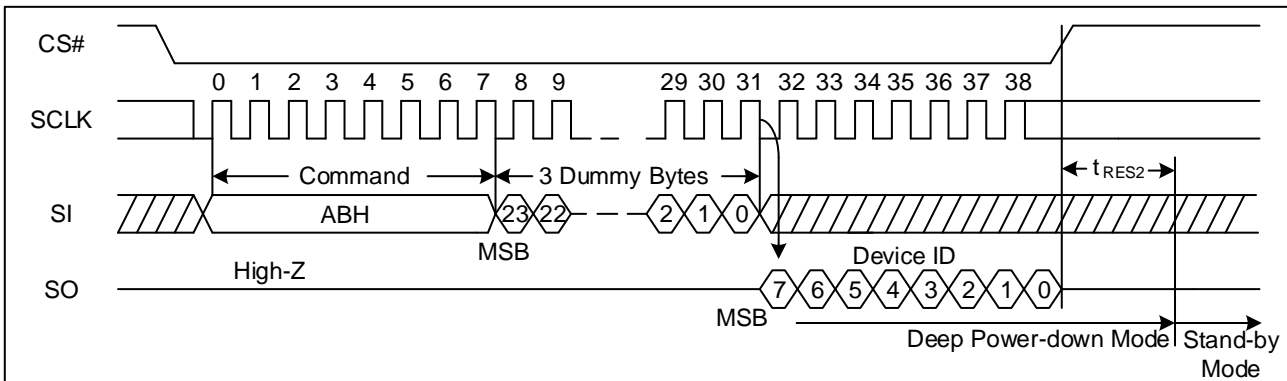 CS#
0 1 2 3 4 5 6 7 8 9 29 30 31 32 33 34 35 36 37 38
SCLK
Command 3 Dummy Bytes tRES2
SI ABH 23 22 2 1 0
MSB
High-Z Device ID
SO 7 6 5 4 3 2 1 0
MSB
Deep Power-down Mode Stand-by
Mode